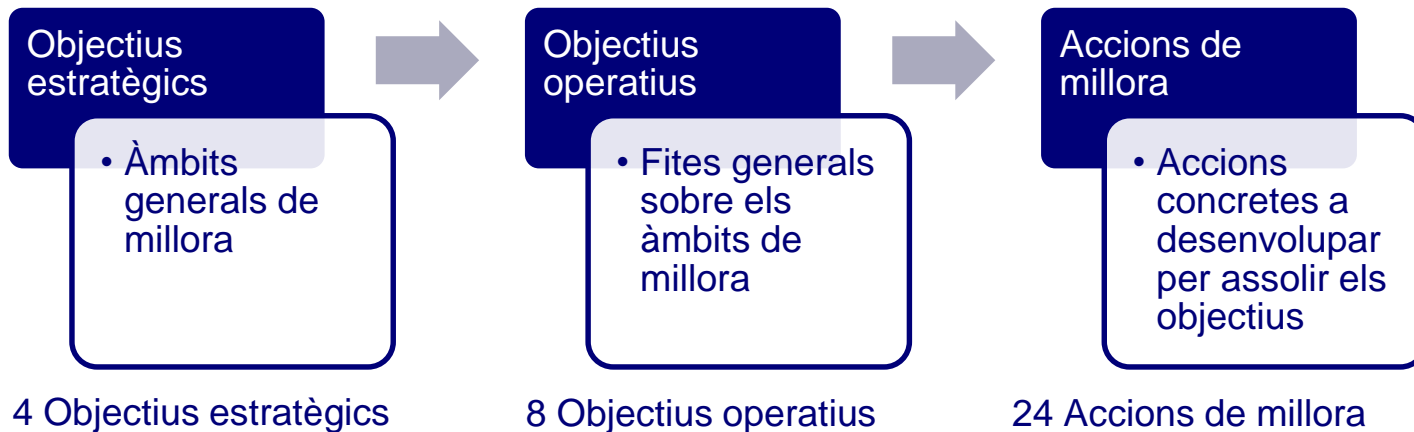 Objectius
estratègics
• Àmbits
generals de
millora
4 Objectius estratègics
Objectius
operatius
• Fites generals
sobre els
àmbits de
millora
8 Objectius operatius
Accions de
millora
• Accions
concretes a
desenvolupar
per assolir els
objectius
24 Accions de millora